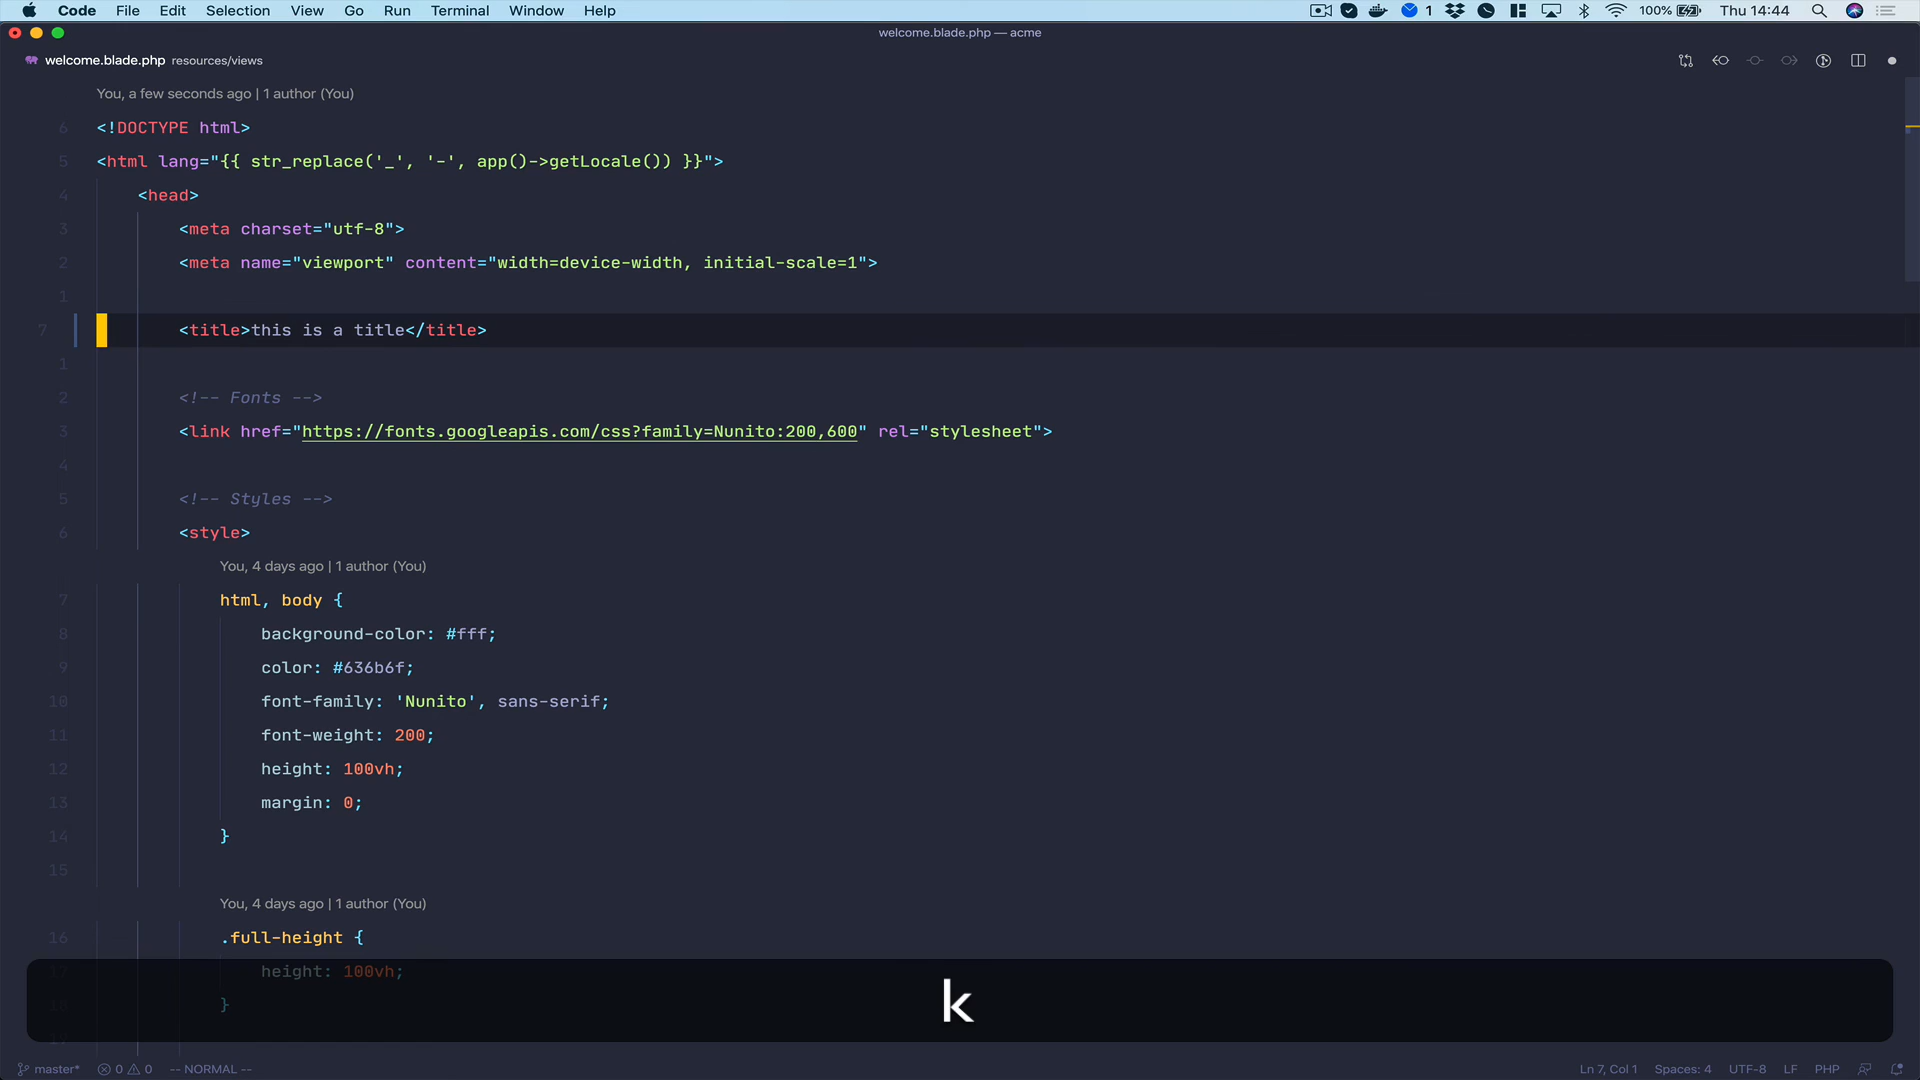 Code File Edit Selection View Go Run Terminal Window Help 1 100% Thu 14:44
welcome.blade.php — acme
welcome.blade.php resources/views
You, a few seconds ago | 1 author (You)
6 <!DOCTYPE html>
5 <html lang="{{ str_replace('_', '-', app()->getLocale()) }}">
4 <head>
3 <meta charset="utf-8">
2 <meta name="viewport" content="width=device-width, initial-scale=1">
1
7 <title>this is a title</title>
1
2 <!-- Fonts -->
3 <link href="https://fonts.googleapis.com/css?family=Nunito:200,600" rel="stylesheet">
4
5 <!-- Styles -->
6 <style>
You, 4 days ago | 1 author (You)
7 html, body {
8 background-color: #fff;
9 color: #636b6f;
10 font-family: 'Nunito', sans-serif;
11 font-weight: 200;
12 height: 100vh;
13 margin: 0;
14 }
15
You, 4 days ago | 1 author (You)
16 .full-height {
17 height: 100vh;
18 }
19
k
master* 0 0 -- NORMAL -- Ln 7, Col 1 Spaces: 4 UTF-8 LF PHP